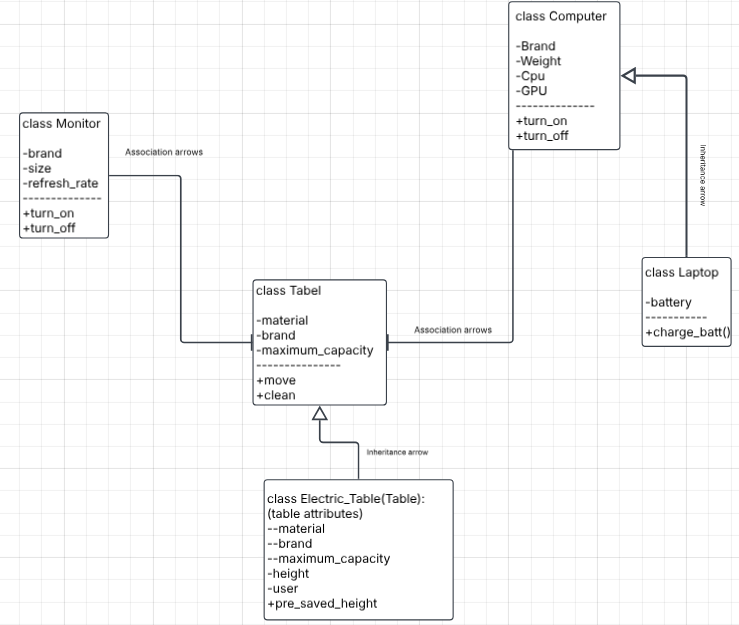 class Computer
-Brand
-Weight
-Cpu
-GPU
--------------
+turn_on
+turn_off
class Monitor
-brand
-size
-refresh_rate
--------------
+turn_on
+turn_off
Association arrows
Inheritance arrow
class Laptop
-battery
-----------
+charge_batt()
class Tabel
-material
-brand
-maximum_capacity
---------------
+move
+clean
Association arrows
Inheritance arrow
class Electric_Table(Table):
(table attributes)
--material
--brand
--maximum_capacity
-height
-user
+pre_saved_height